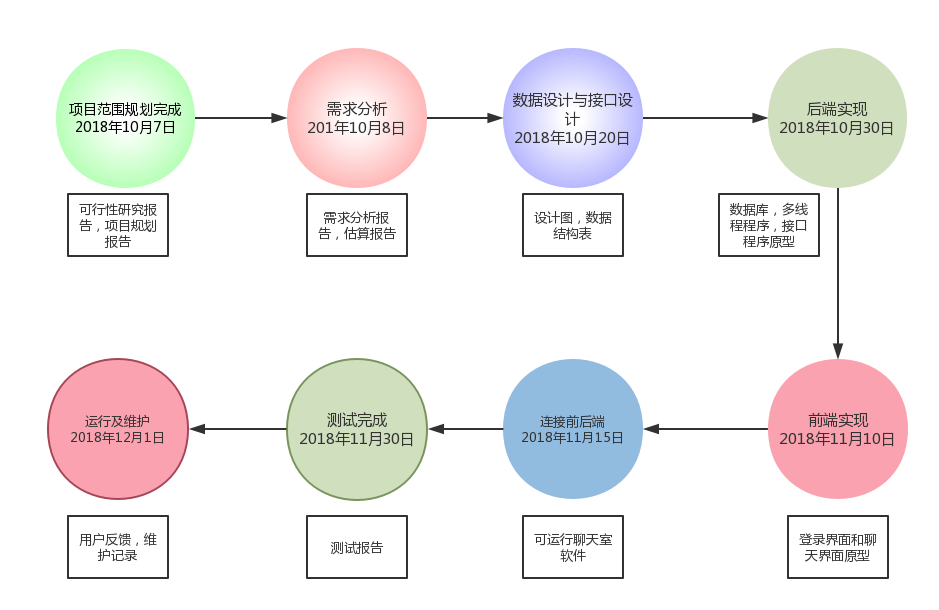 项目范围规划完成
2018年10月7日
需求分析
201年10月8日
数据设计与接口设
计
2018年10月20日
后端实现
2018年10月30日
可行性研究报
告，项目规划
报告
需求分析报
告，估算报告
设计图，数据
结构表
数据库，多线
程程序，接口
程序原型
前端实现
2018年11月10日
连接前后端
2018年11月15日
测试完成
2018年11月30日
运行及维护
2018年12月1日
登录界面和聊
天界面原型
可运行聊天室
软件
测试报告
用户反馈，维
护记录